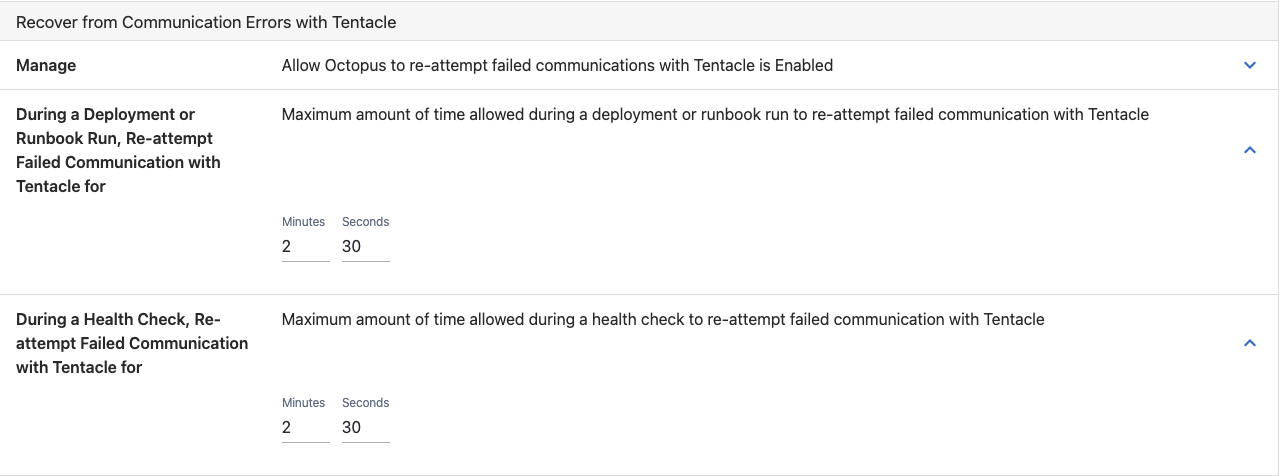 Recover from Communication Errors with Tentacle
Manage
Allow Octopus to re-attempt failed communications with Tentacle is Enabled
During a Deployment or
Runbook Run, Re-attempt
Failed Communication with
Tentacle for
Maximum amount of time allowed during a deployment or runbook run to re-attempt failed communication with Tentacle
Minutes Seconds
2 30
During a Health Check, Re-
attempt Failed Communication
with Tentacle for
Maximum amount of time allowed during a health check to re-attempt failed communication with Tentacle
Minutes Seconds
2 30